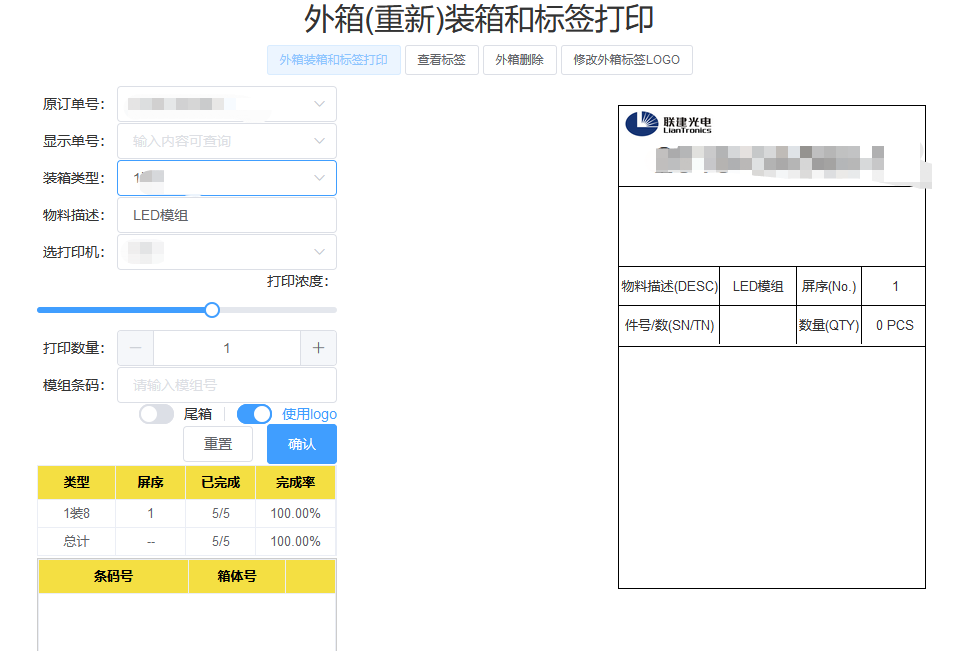 外箱(重新)装箱和标签打印
外箱装箱和标签打印 查看标签 外箱删除 修改外箱标签LOGO
原订单号：
显示单号： 输入内容可查询
装箱类型： 1
物料描述： LED模组
选打印机：
打印浓度：
打印数量： 1
模组条码： 请输入模组号
尾箱 使用logo
重置 确认
类型 屏序 已完成 完成率
1装8 1 5/5 100.00%
总计 -- 5/5 100.00%
条码号 箱体号
联建光电
LianTronics
物料描述(DESC) LED模组 屏序(No.) 1
件号/数(SN/TN) 数量(QTY) 0 PCS